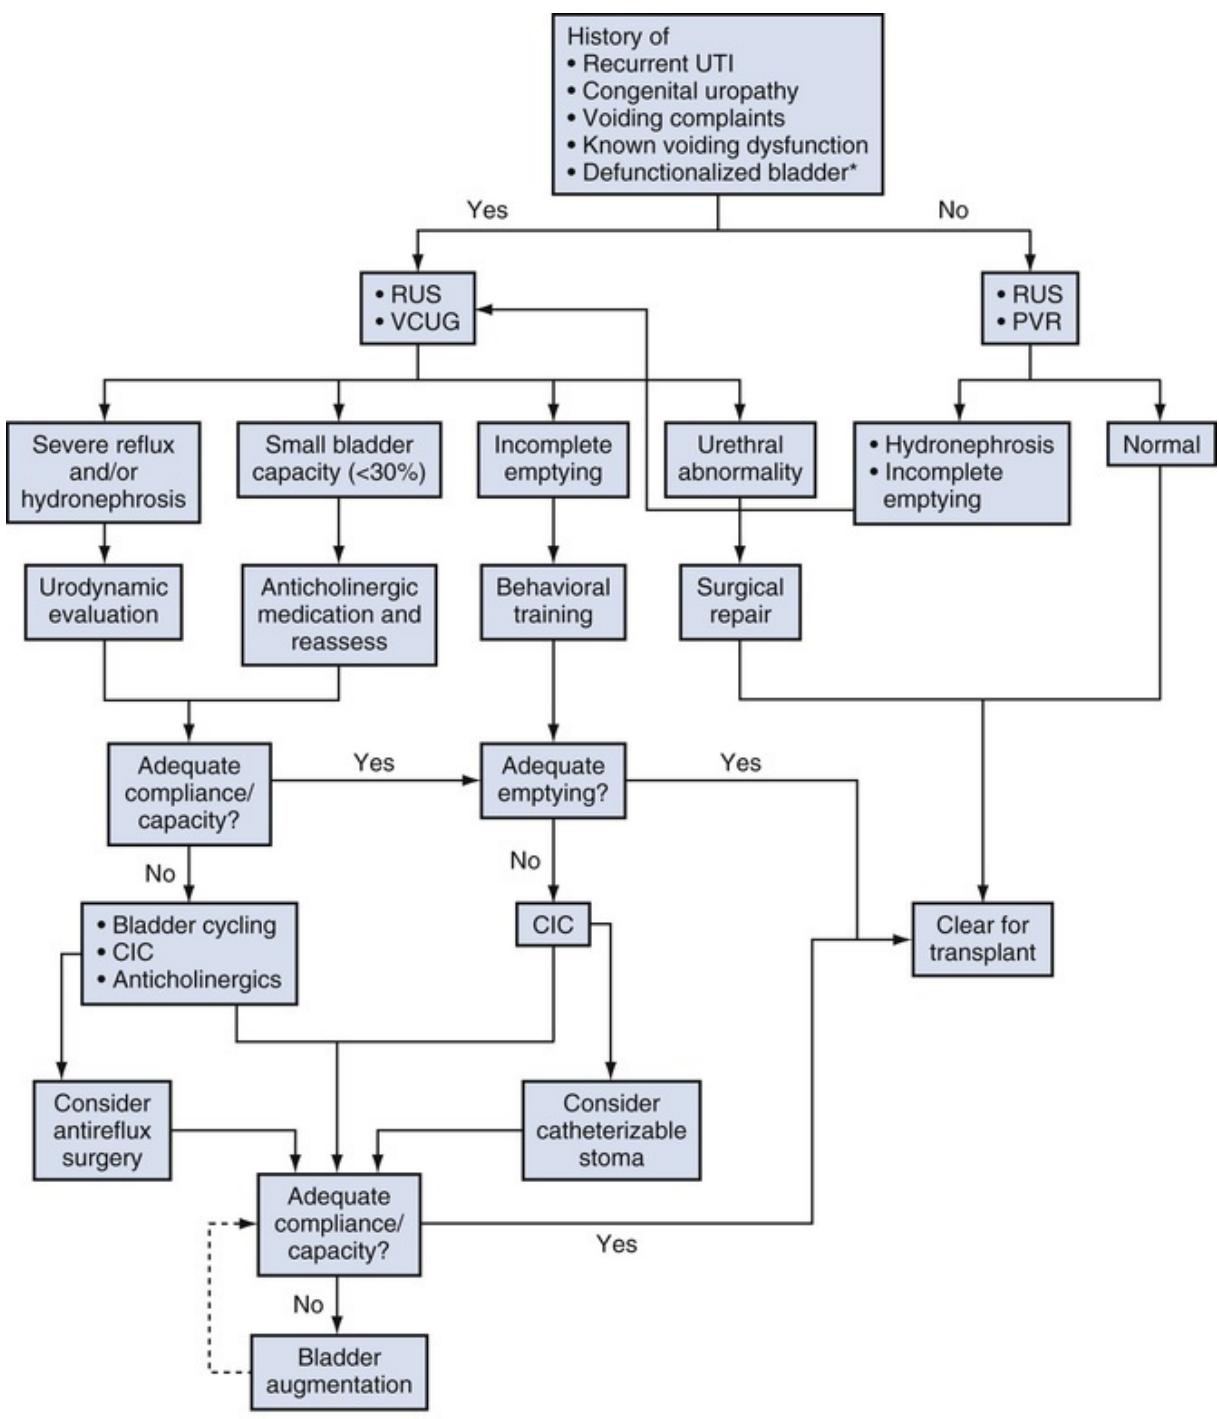 History of
• Recurrent UTI
• Congenital uropathy
• Voiding complaints
• Known voiding dysfunction
• Defunctionalized bladder*
Yes
No
• RUS
• VCUG
• RUS
• PVR
Severe reflux
and/or
hydronephrosis
Small bladder
capacity (<30%)
Incomplete
emptying
Urethral
abnormality
• Hydronephrosis
• Incomplete
emptying
Normal
Urodynamic
evaluation
Anticholinergic
medication and
reassess
Behavioral
training
Surgical
repair
Adequate
compliance/
capacity?
Yes
Adequate
emptying?
Yes
No
No
• Bladder cycling
• CIC
• Anticholinergics
CIC
Clear for
transplant
Consider
antireflux
surgery
Consider
catheterizable
stoma
Adequate
compliance/
capacity?
Yes
No
Bladder
augmentation